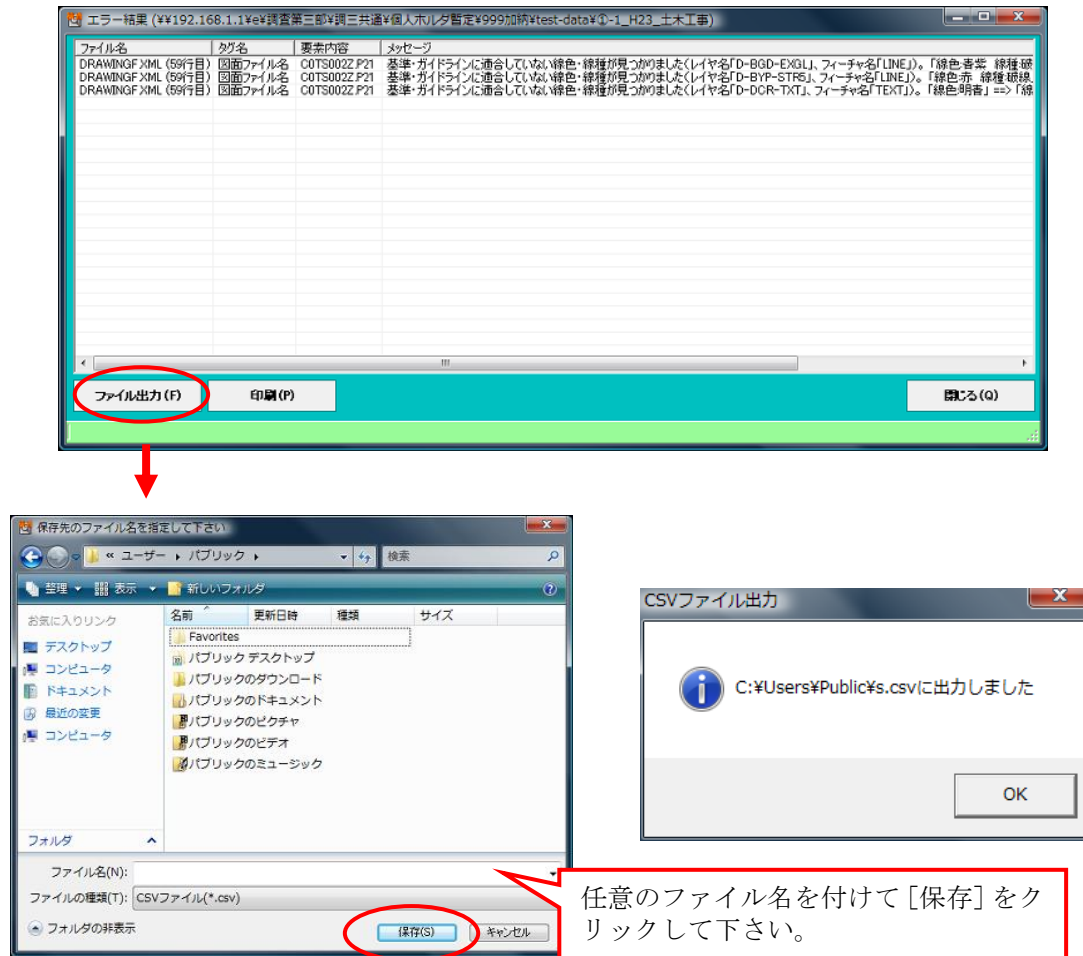 エラー結果 (¥¥192.168.1.1¥e¥調査第三部¥調三共通¥個人ホルダ暫定¥999加納¥test-data¥①-1_H23_土木工事)
ファイル名 タグ名 要素内容 メッセージ
DRAWINGF.XML (59行目) 図面ファイル名 C0TS002Z.P21 基準・ガイドラインに適合していない線色・線種が見つかりました(レイヤ名「D-BGD-EXGL」、フィーチャ名「LINE」)。「線色:青紫 線種:破
DRAWINGF.XML (59行目) 図面ファイル名 C0TS002Z.P21 基準・ガイドラインに適合していない線色・線種が見つかりました(レイヤ名「D-BYP-STR5」、フィーチャ名「LINE」)。「線色:赤 線種:破線、
DRAWINGF.XML (59行目) 図面ファイル名 C0TS002Z.P21 基準・ガイドラインに適合していない線色・線種が見つかりました(レイヤ名「D-DCR-TXT」、フィーチャ名「TEXT」)。「線色:明青」 ==>「線
ファイル出力(F) 印刷(P) 閉じる(Q)
保存先のファイル名を指定して下さい
« ユーザー ▸ パブリック ▸ 検索
整理 表示 新しいフォルダ
お気に入りリンク
デスクトップ
コンピュータ
ドキュメント
最近の変更
コンピュータ
フォルダ
名前 更新日時 種類 サイズ
Favorites
パブリック デスクトップ
パブリックのダウンロード
パブリックのドキュメント
パブリックのピクチャ
パブリックのビデオ
パブリックのミュージック
ファイル名(N):
ファイルの種類(T): CSVファイル(*.csv)
フォルダの非表示 保存(S) キャンセル
CSVファイル出力
C:¥Users¥Public¥s.csvに出力しました
OK
任意のファイル名を付けて[保存]をク
リックして下さい。